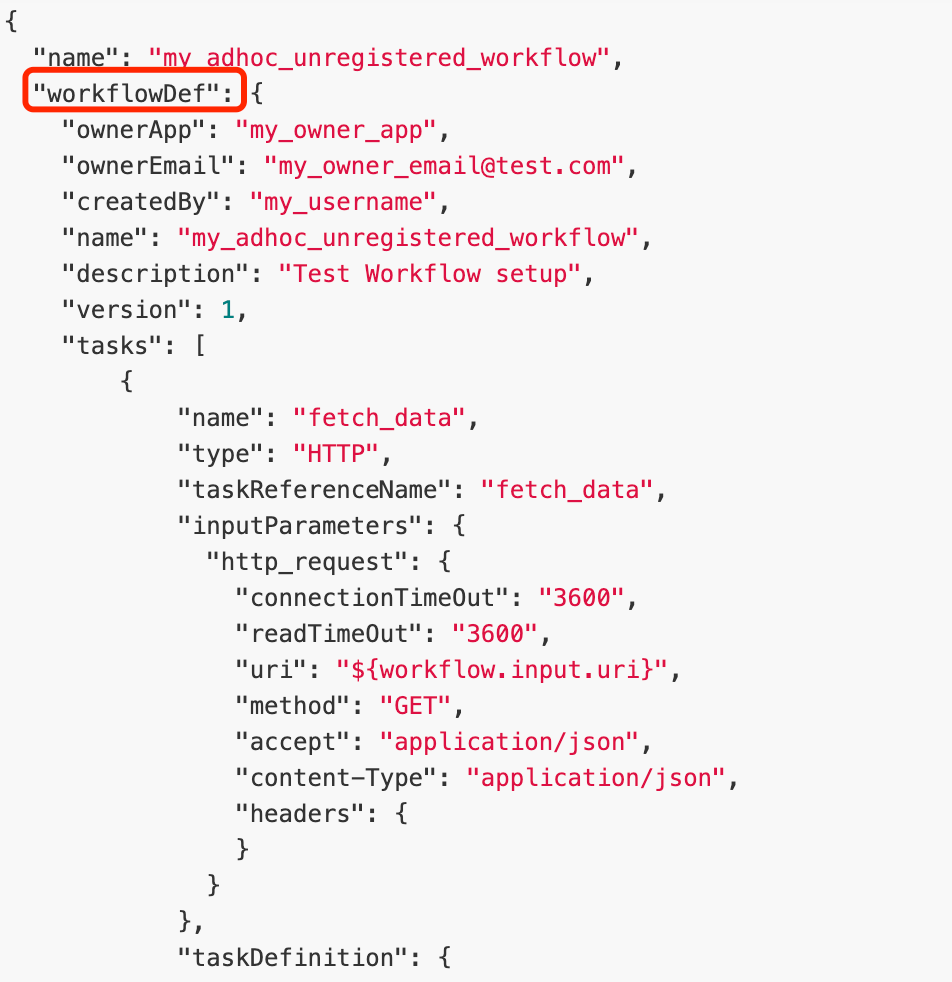 {
"name": "my_adhoc_unregistered_workflow",
"workflowDef": {
"ownerApp": "my_owner_app",
"ownerEmail": "my_owner_email@test.com",
"createdBy": "my_username",
"name": "my_adhoc_unregistered_workflow",
"description": "Test Workflow setup",
"version": 1,
"tasks": [
{
"name": "fetch_data",
"type": "HTTP",
"taskReferenceName": "fetch_data",
"inputParameters": {
"http_request": {
"connectionTimeOut": "3600",
"readTimeOut": "3600",
"uri": "${workflow.input.uri}",
"method": "GET",
"accept": "application/json",
"content-Type": "application/json",
"headers": {
}
}
},
"taskDefinition": {